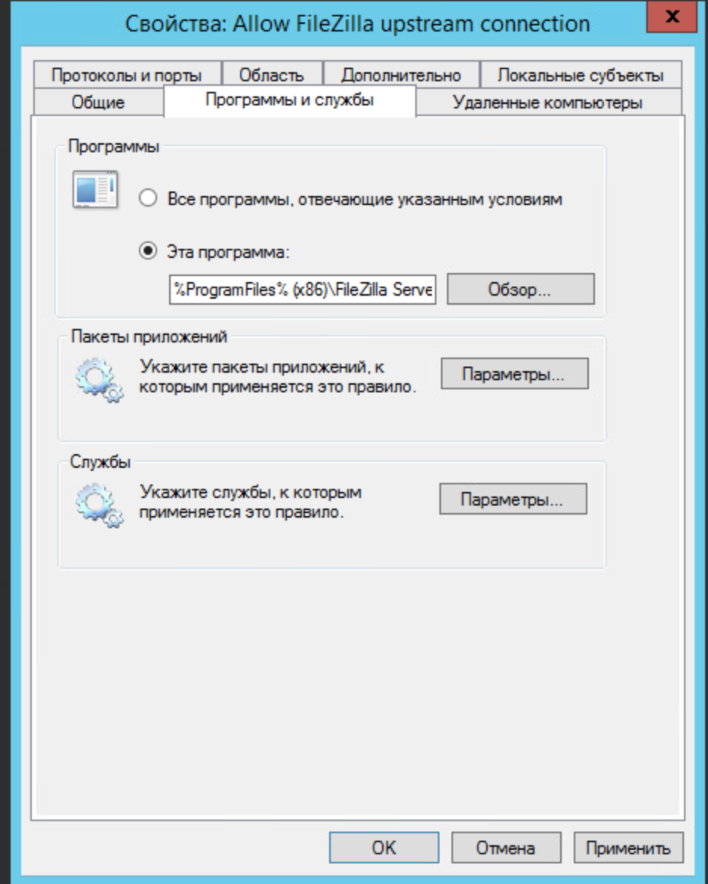 Свойства: Allow FileZilla upstream connection
x
Протоколы и порты
Область
Дополнительно
Локальные субъекты
Общие
Программы и службы
Удаленные компьютеры
Программы
Все программы, отвечающие указанным условиям
Эта программа:
%ProgramFiles% (x86)\FileZilla Serve
Обзор...
Пакеты приложений
Укажите пакеты приложений, к
которым применяется это правило.
Параметры...
Службы
Укажите службы, к которым
применяется это правило.
Параметры...
OK
Отмена
Применить